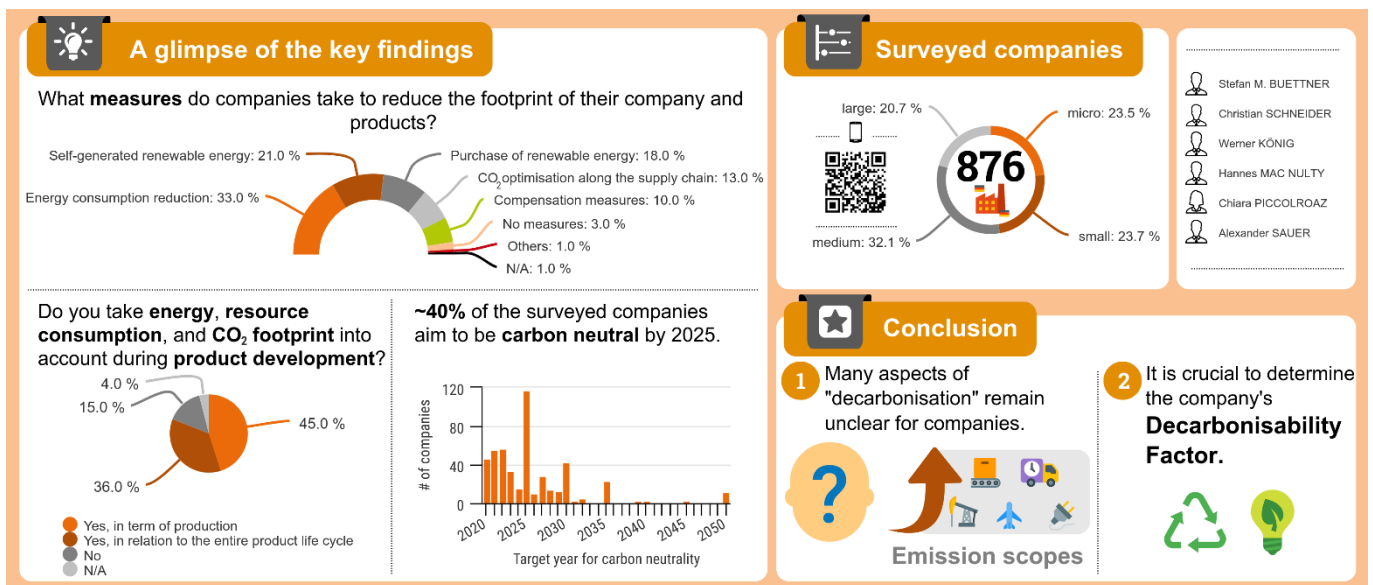 A glimpse of the key findings
What measures do companies take to reduce the footprint of their company and
products?
Self-generated renewable energy: 21.0 %
Purchase of renewable energy: 18.0 %
CO2 optimisation along the supply chain: 13.0 %
Energy consumption reduction: 33.0 %
Compensation measures: 10.0 %
No measures: 3.0 %
Others: 1.0 %
N/A: 1.0 %
Do you take energy, resource
consumption, and CO2 footprint into
account during product development?
4.0 %
15.0 %
45.0 %
36.0 %
Yes, in term of production
Yes, in relation to the entire product life cycle
No
N/A
~40% of the surveyed companies
aim to be carbon neutral by 2025.
# of companies
120
80
40
0
2020
2025
2030
2035
2040
2045
2050
Target year for carbon neutrality
Surveyed companies
large: 20.7 %
micro: 23.5 %
876
medium: 32.1 %
small: 23.7 %
Stefan M. BUETTNER
Christian SCHNEIDER
Werner KÖNIG
Hannes MAC NULTY
Chiara PICCOLROAZ
Alexander SAUER
Conclusion
1
Many aspects of
"decarbonisation" remain
unclear for companies.
?
Emission scopes
2
It is crucial to determine
the company's
Decarbonisability
Factor.